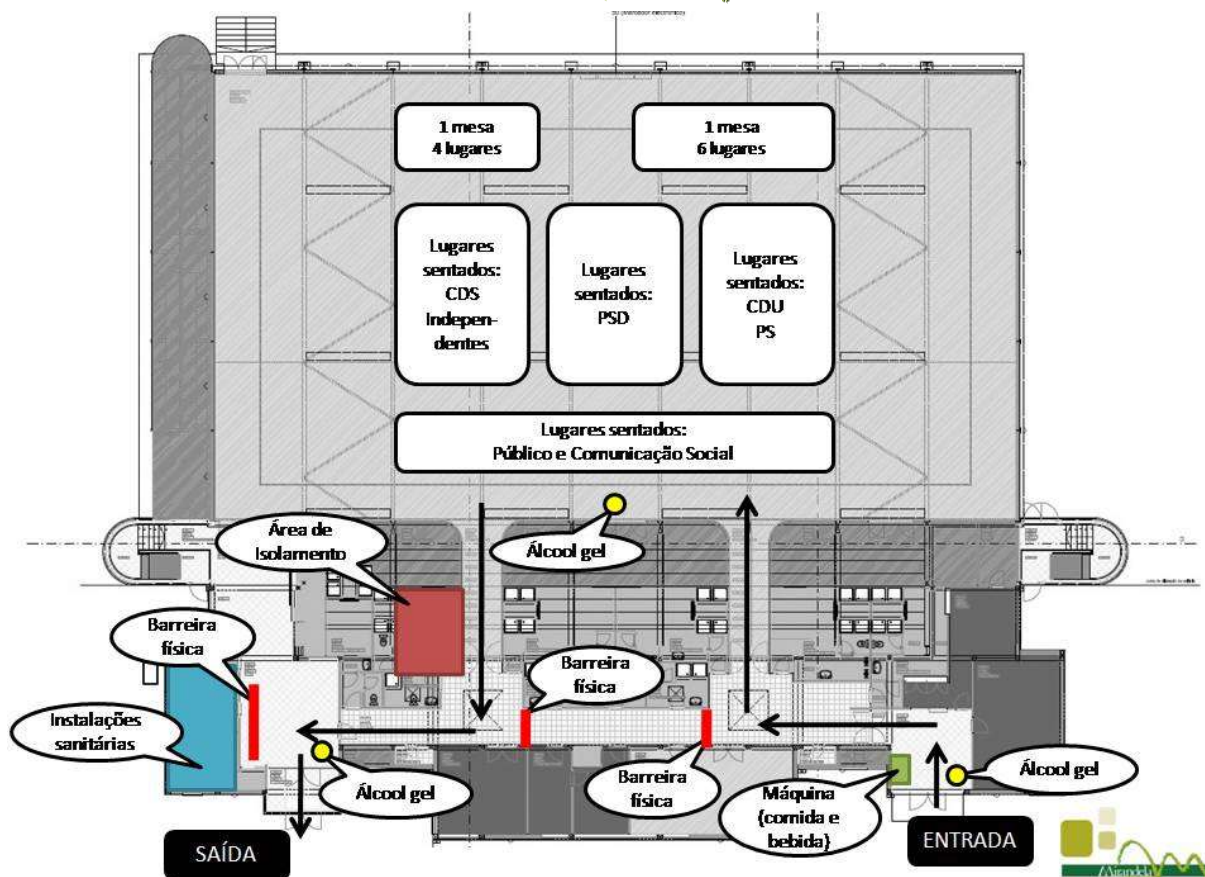 1 mesa
4 lugares
1 mesa
6 lugares
Lugares
sentados:
CDS
Indepen-
dentes
Lugares
sentados:
PSD
Lugares
sentados:
CDU
PS
Lugares sentados:
Público e Comunicação Social
Área de
Isolamento
Álcool gel
Barreira
física
Barreira
física
Instalações
sanitárias
Álcool gel
Barreira
física
Máquina
(comida e
bebida)
Álcool gel
SAÍDA
ENTRADA
Mirandela